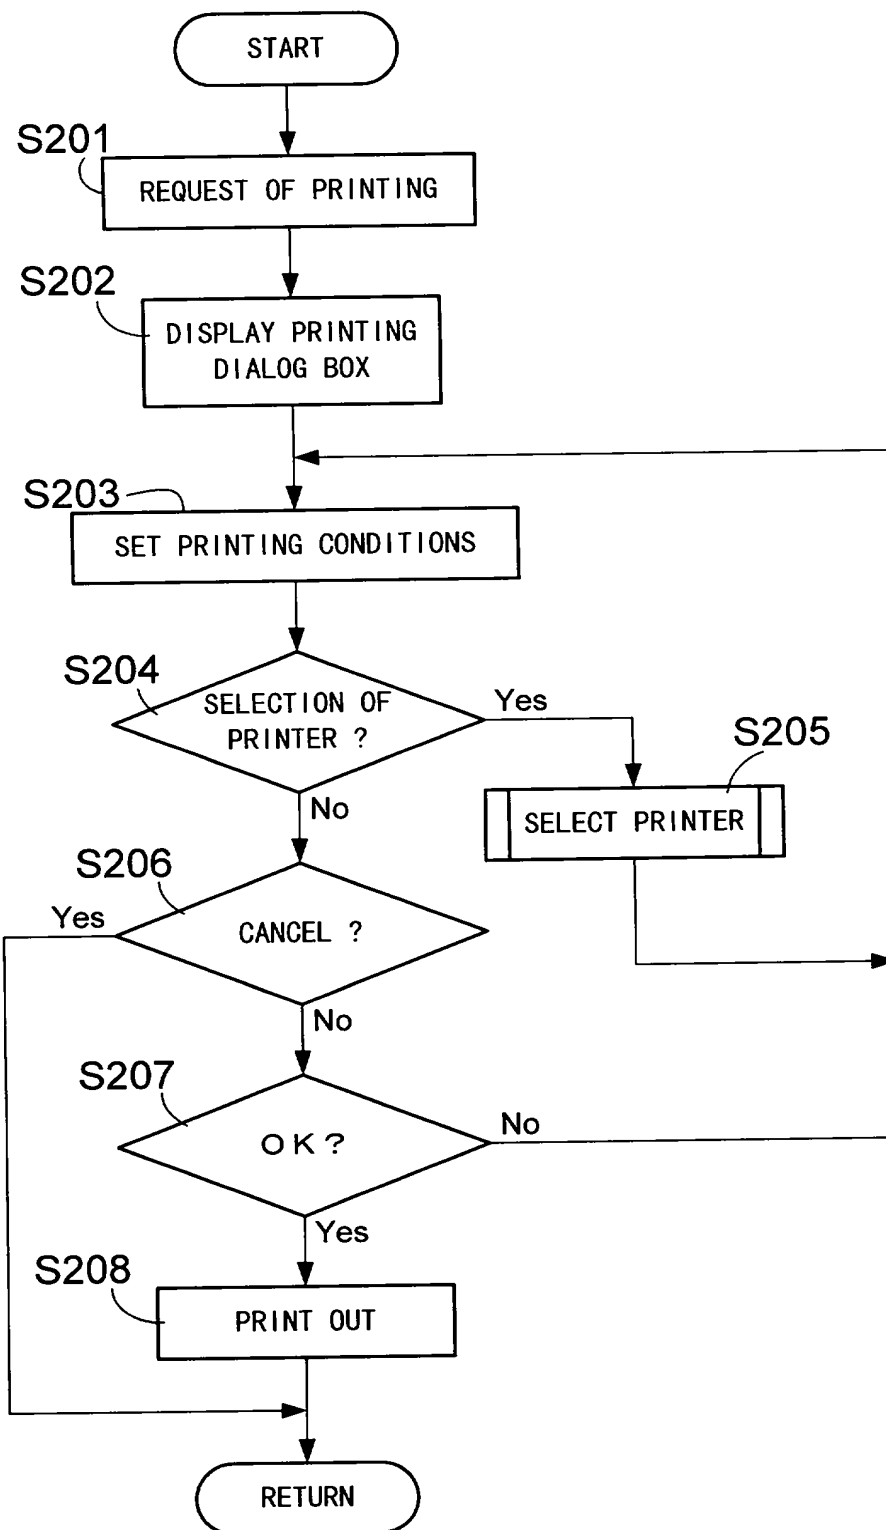 START
S201
REQUEST OF PRINTING
S202
DISPLAY PRINTING
DIALOG BOX
S203
SET PRINTING CONDITIONS
S204
SELECTION OF
PRINTER ?
Yes
No
S205
SELECT PRINTER
S206
Yes
CANCEL ?
No
S207
OK?
No
Yes
S208
PRINT OUT
RETURN